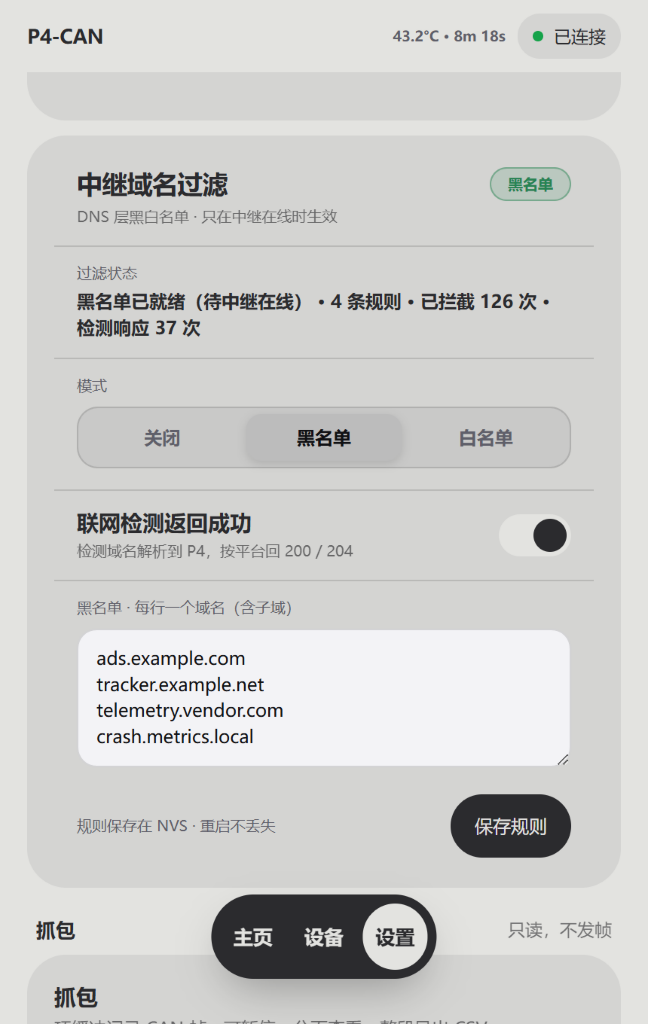 P4-CAN
43.2°C • 8m 18s
已连接
中继域名过滤
黑名单
DNS 层黑白名单 · 只在中继在线时生效
过滤状态
黑名单已就绪（待中继在线） • 4 条规则 • 已拦截 126 次 •
检测响应 37 次
模式
关闭
黑名单
白名单
联网检测返回成功
检测域名解析到 P4，按平台回 200 / 204
黑名单 · 每行一个域名（含子域）
ads.example.com
tracker.example.net
telemetry.vendor.com
crash.metrics.local
规则保存在 NVS · 重启不丢失
保存规则
抓包
主页
设备
设置
只读，不发帧
抓包